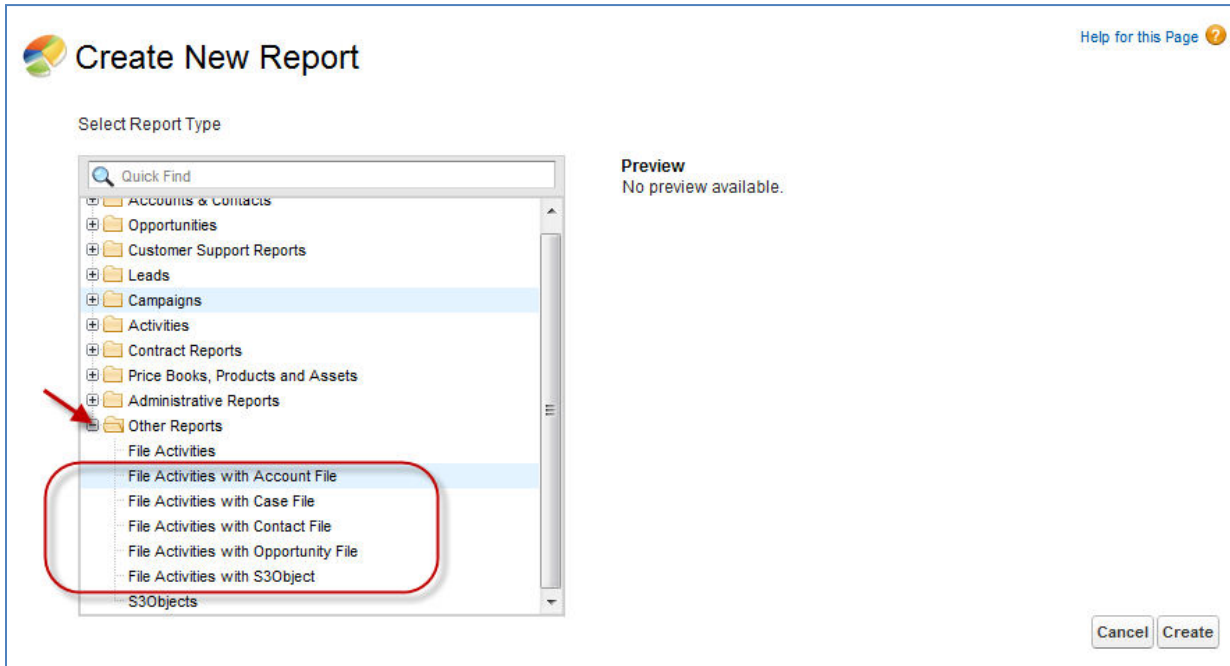 Help for this Page
Create New Report
Select Report Type
Quick Find
Accounts & Contacts
Opportunities
Customer Support Reports
Leads
Campaigns
Activities
Contract Reports
Price Books, Products and Assets
Administrative Reports
Other Reports
File Activities
File Activities with Account File
File Activities with Case File
File Activities with Contact File
File Activities with Opportunity File
File Activities with S3Object
S3Objects
Preview
No preview available.
Cancel
Create